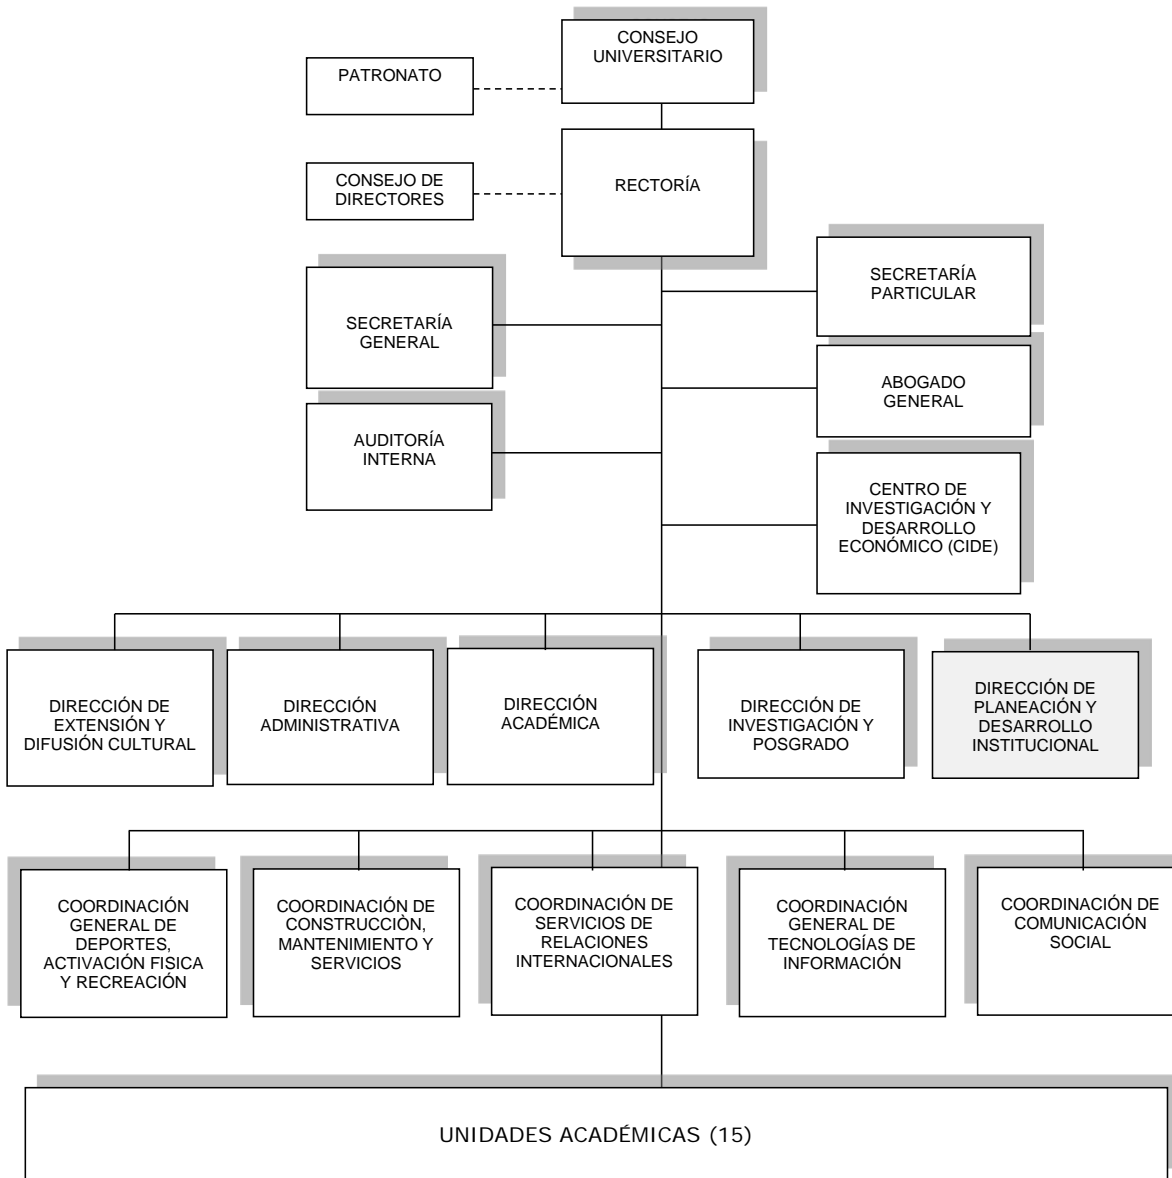 CONSEJO
UNIVERSITARIO
PATRONATO
RECTORÍA
CONSEJO DE
DIRECTORES
SECRETARÍA
PARTICULAR
SECRETARÍA
GENERAL
ABOGADO
GENERAL
AUDITORÍA
INTERNA
CENTRO DE
INVESTIGACIÓN Y
DESARROLLO
ECONÓMICO (CIDE)
DIRECCIÓN DE
EXTENSIÓN Y
DIFUSIÓN CULTURAL
DIRECCIÓN
ADMINISTRATIVA
DIRECCIÓN
ACADÉMICA
DIRECCIÓN DE
INVESTIGACIÓN Y
POSGRADO
DIRECCIÓN DE
PLANEACIÓN Y
DESARROLLO
INSTITUCIONAL
COORDINACIÓN
GENERAL DE
DEPORTES,
ACTIVACIÓN FISICA
Y RECREACIÓN
COORDINACIÓN DE
CONSTRUCCIÒN,
MANTENIMIENTO Y
SERVICIOS
COORDINACIÓN DE
SERVICIOS DE
RELACIONES
INTERNACIONALES
COORDINACIÓN
GENERAL DE
TECNOLOGÍAS DE
INFORMACIÓN
COORDINACIÓN DE
COMUNICACIÓN
SOCIAL
UNIDADES ACADÉMICAS (15)